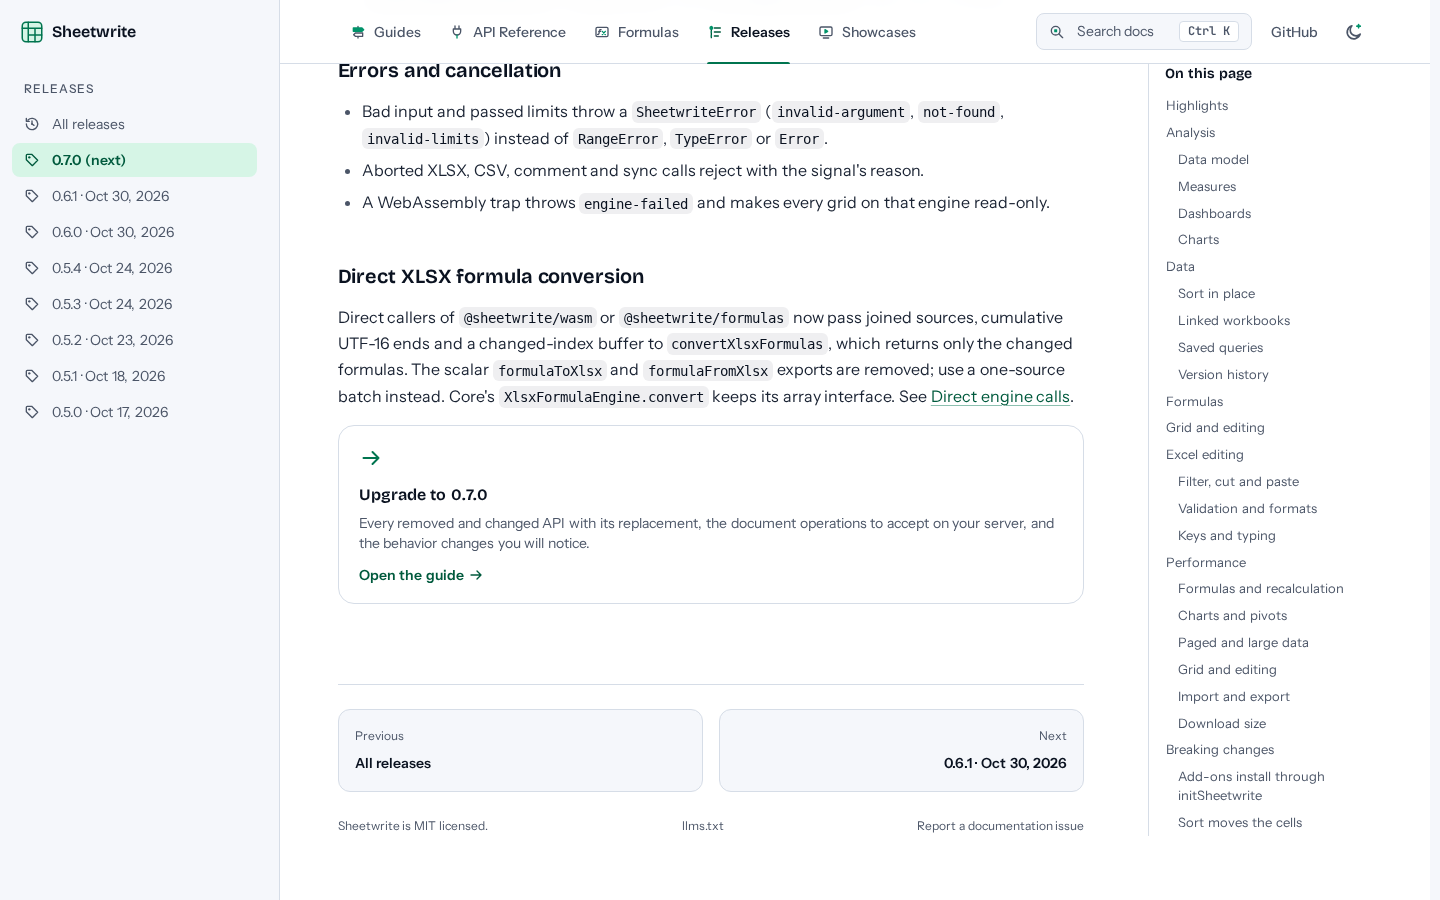 Sheetwrite
Guides
API Reference
Formulas
Releases
Showcases
Search docs
Ctrl K
GitHub
RELEASES
All releases
0.7.0 (next)
0.6.1 · Oct 30, 2026
0.6.0 · Oct 30, 2026
0.5.4 · Oct 24, 2026
0.5.3 · Oct 24, 2026
0.5.2 · Oct 23, 2026
0.5.1 · Oct 18, 2026
0.5.0 · Oct 17, 2026
Errors and cancellation
Bad input and passed limits throw a SheetwriteError (invalid-argument, not-found,
invalid-limits) instead of RangeError, TypeError or Error.
Aborted XLSX, CSV, comment and sync calls reject with the signal's reason.
A WebAssembly trap throws engine-failed and makes every grid on that engine read-only.
Direct XLSX formula conversion
Direct callers of @sheetwrite/wasm or @sheetwrite/formulas now pass joined sources, cumulative
UTF-16 ends and a changed-index buffer to convertXlsxFormulas, which returns only the changed
formulas. The scalar formulaToXlsx and formulaFromXlsx exports are removed; use a one-source
batch instead. Core's XlsxFormulaEngine.convert keeps its array interface. See Direct engine calls.
Upgrade to 0.7.0
Every removed and changed API with its replacement, the document operations to accept on your server, and
the behavior changes you will notice.
Open the guide →
Previous
All releases
Next
0.6.1 · Oct 30, 2026
Sheetwrite is MIT licensed.
llms.txt
Report a documentation issue
On this page
Highlights
Analysis
Data model
Measures
Dashboards
Charts
Data
Sort in place
Linked workbooks
Saved queries
Version history
Formulas
Grid and editing
Excel editing
Filter, cut and paste
Validation and formats
Keys and typing
Performance
Formulas and recalculation
Charts and pivots
Paged and large data
Grid and editing
Import and export
Download size
Breaking changes
Add-ons install through
initSheetwrite
Sort moves the cells